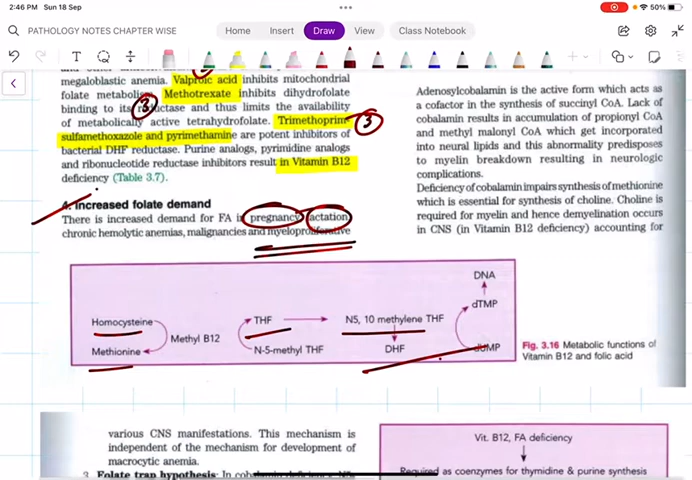 2:46 PM Sun 18 Sep
50%
PATHOLOGY NOTES CHAPTER WISE
Home Insert Draw View Class Notebook
megaloblastic anemia. Valproic acid inhibits mitochondrial
folate metabolism. Methotrexate inhibits dihydrofolate
binding to its reductase and thus limits the availability
of metabolically active tetrahydrofolate. Trimethoprim
sulfamethoxazole and pyrimethamine are potent inhibitors of
bacterial DHF reductase. Purine analogs, pyrimidine analogs
and ribonucleotide reductase inhibitors result in Vitamin B12
deficiency (Table 3.7).
2
3
4. Increased folate demand
There is increased demand for FA in pregnancy, lactation
chronic hemolytic anemias, malignancies and myeloproliferative
Adenosylcobalamin is the active form which acts as
a cofactor in the synthesis of succinyl CoA. Lack of
cobalamin results in accumulation of propionyl CoA
and methyl malonyl CoA which get incorporated
into neural lipids and this abnormality predisposes
to myelin breakdown resulting in neurologic
complications.
Deficiency of cobalamin impairs synthesis of methionine
which is essential for synthesis of choline. Choline is
required for myelin and hence demyelination occurs
in CNS (in Vitamin B12 deficiency) accounting for
DNA
dTMP
Homocysteine
THF
N5, 10 methylene THF
Methyl B12
Methionine
N-5-methyl THF
DHF
dUMP
Fig. 3.16 Metabolic functions of
Vitamin B12 and folic acid
various CNS manifestations. This mechanism is
independent of the mechanism for development of
macrocytic anemia.
3. Folate trap hypothesis: In cobalamin deficiency, N5-
Vit. B12, FA deficiency
Required as coenzymes for thymidine & purine synthesis